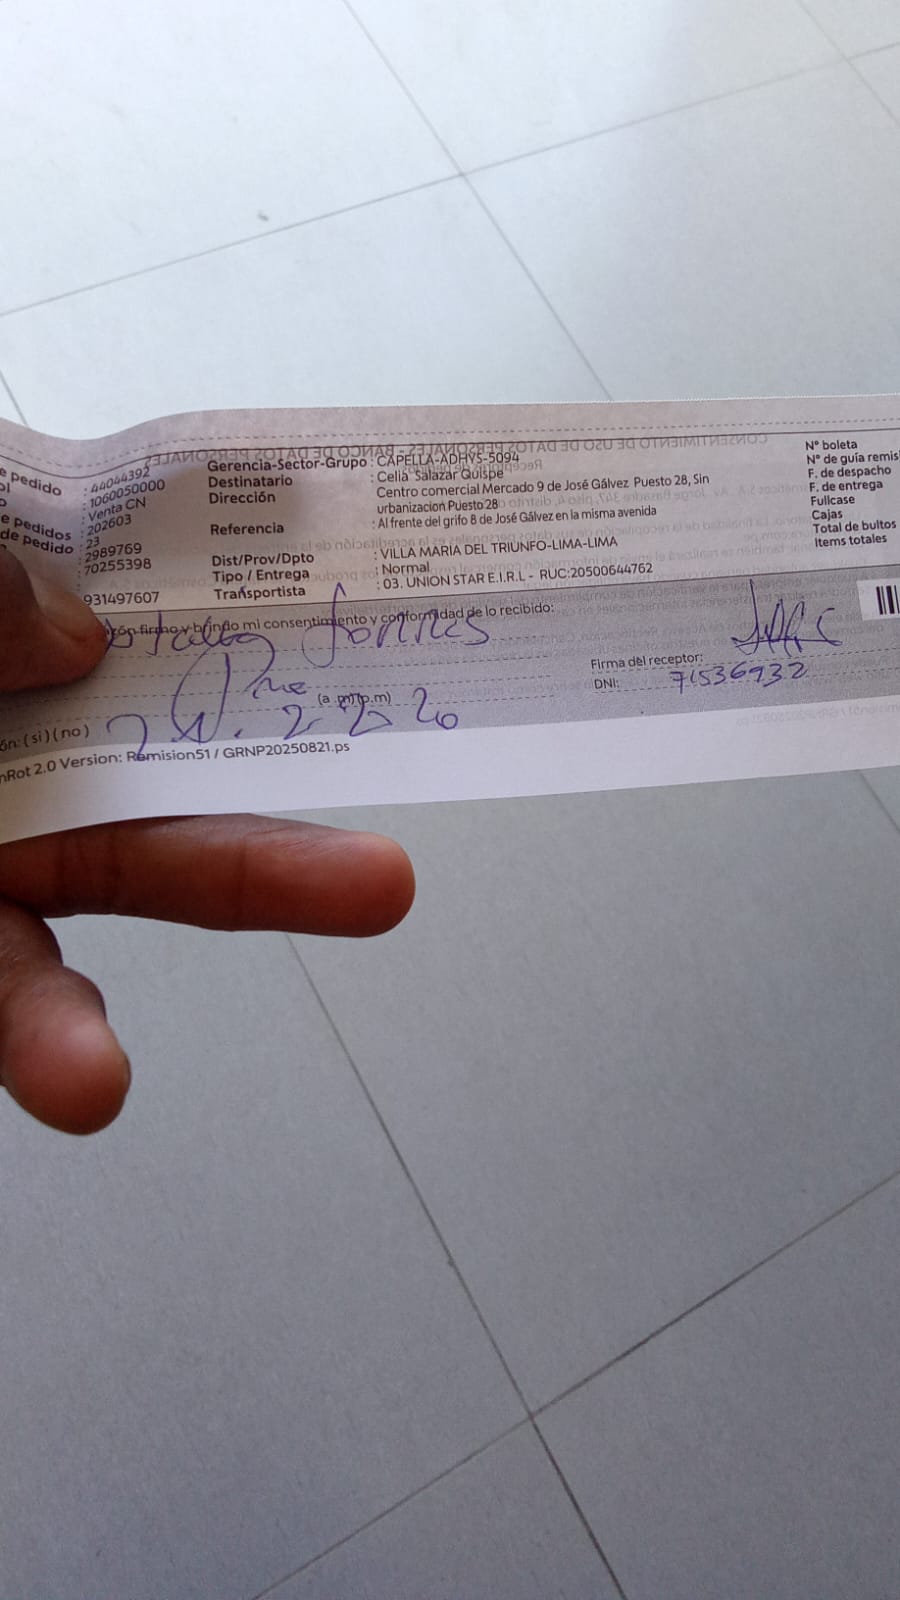 e pedido : 44044392
: 1060050000
: Venta CN
e pedidos : 202603
de pedido : 23
: 2989769
: 70255398
931497607
Gerencia-Sector-Grupo : CAPELLA-ADHVS-5094
Destinatario : Celia Salazar Quispe
Dirección : Centro comercial Mercado 9 de José Gálvez Puesto 28, Sin
urbanizacion Puesto 28
Referencia : Al frente del grifo 8 de José Gálvez en la misma avenida
Dist/Prov/Dpto : VILLA MARIA DEL TRIUNFO-LIMA-LIMA
Tipo / Entrega : Normal
Transportista : 03. UNION STAR E.I.R.L - RUC:20500644762
N° boleta
N° de guía remis
F. de despacho
F. de entrega
Fullcase
Cajas
Total de bultos
Items totales
firmo y brindo mi consentimiento y conformidad de lo recibido:
(a .m)(p.m)
Firma del receptor:
DNI: 71536932
ón: (si) (no)
nRot 2.0 Version: Remision51 / GRNP20250821.ps